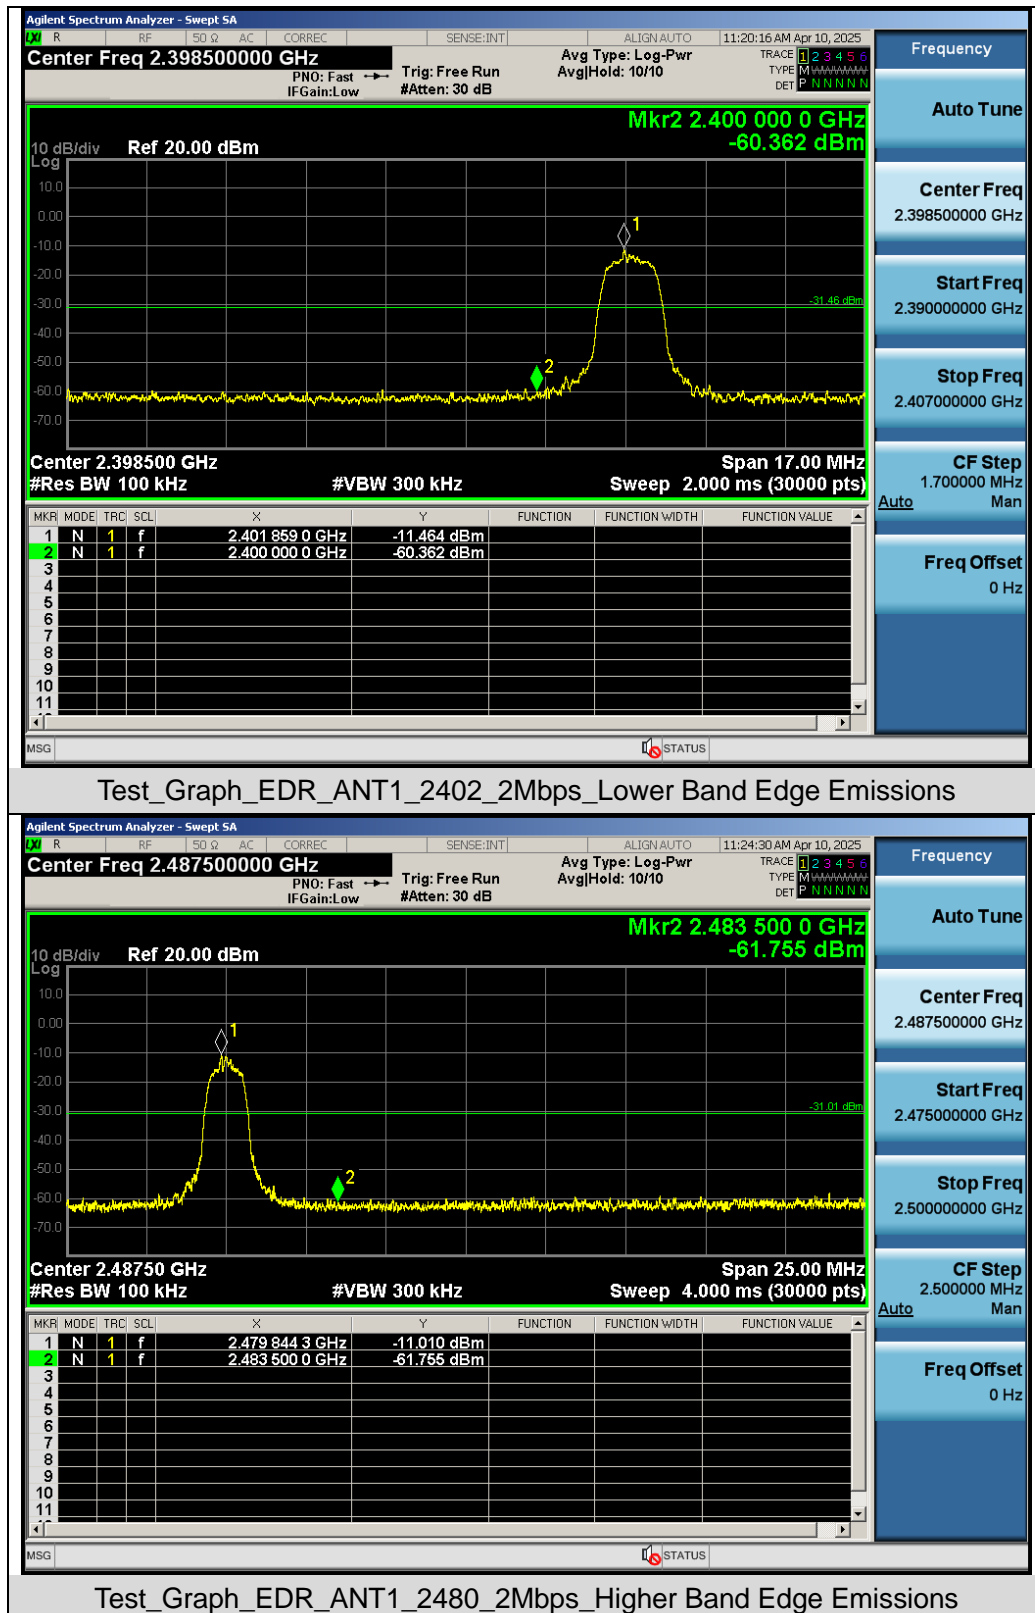 Agilent Spectrum Analyzer - Swept SA
LXI R RF 50 Ω AC CORREC SENSE:INT ALIGN AUTO 11:20:16 AM Apr 10, 2025
Center Freq 2.398500000 GHz
PNO: Fast
IFGain:Low
Trig: Free Run
#Atten: 30 dB
Avg Type: Log-Pwr
Avg|Hold: 10/10
TRACE 1 2 3 4 5 6
TYPE M
DET P N N N N N
Mkr2 2.400 000 0 GHz
-60.362 dBm
10 dB/div Ref 20.00 dBm
Log
10.0
0.00
-10.0
-20.0
-30.0
-40.0
-50.0
-60.0
-70.0
1
2
-31.46 dBm
Center 2.398500 GHz Span 17.00 MHz
#Res BW 100 kHz #VBW 300 kHz Sweep 2.000 ms (30000 pts)
MKR MODE TRC SCL X Y FUNCTION FUNCTION WIDTH FUNCTION VALUE
1 N 1 f 2.401 859 0 GHz -11.464 dBm
2 N 1 f 2.400 000 0 GHz -60.362 dBm
3
4
5
6
7
8
9
10
11
MSG STATUS
Frequency
Auto Tune
Center Freq
2.398500000 GHz
Start Freq
2.390000000 GHz
Stop Freq
2.407000000 GHz
CF Step
1.700000 MHz
Auto Man
Freq Offset
0 Hz
Test_Graph_EDR_ANT1_2402_2Mbps_Lower Band Edge Emissions
Agilent Spectrum Analyzer - Swept SA
LXI R RF 50 Ω AC CORREC SENSE:INT ALIGN AUTO 11:24:30 AM Apr 10, 2025
Center Freq 2.487500000 GHz
PNO: Fast
IFGain:Low
Trig: Free Run
#Atten: 30 dB
Avg Type: Log-Pwr
Avg|Hold: 10/10
TRACE 1 2 3 4 5 6
TYPE M
DET P N N N N N
Mkr2 2.483 500 0 GHz
-61.755 dBm
10 dB/div Ref 20.00 dBm
Log
10.0
0.00
-10.0
-20.0
-30.0
-40.0
-50.0
-60.0
-70.0
1
2
-31.01 dBm
Center 2.48750 GHz Span 25.00 MHz
#Res BW 100 kHz #VBW 300 kHz Sweep 4.000 ms (30000 pts)
MKR MODE TRC SCL X Y FUNCTION FUNCTION WIDTH FUNCTION VALUE
1 N 1 f 2.479 844 3 GHz -11.010 dBm
2 N 1 f 2.483 500 0 GHz -61.755 dBm
3
4
5
6
7
8
9
10
11
MSG STATUS
Frequency
Auto Tune
Center Freq
2.487500000 GHz
Start Freq
2.475000000 GHz
Stop Freq
2.500000000 GHz
CF Step
2.500000 MHz
Auto Man
Freq Offset
0 Hz
Test_Graph_EDR_ANT1_2480_2Mbps_Higher Band Edge Emissions